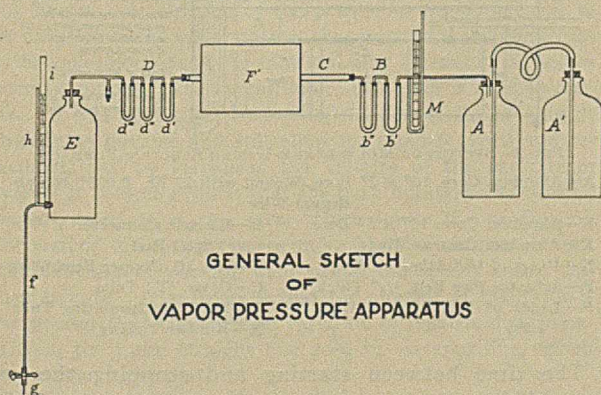 i
D
F
C
B
M
A
A'
h
E
d"'
d"
d'
b"
b'
f
g
GENERAL SKETCH
OF
VAPOR PRESSURE APPARATUS